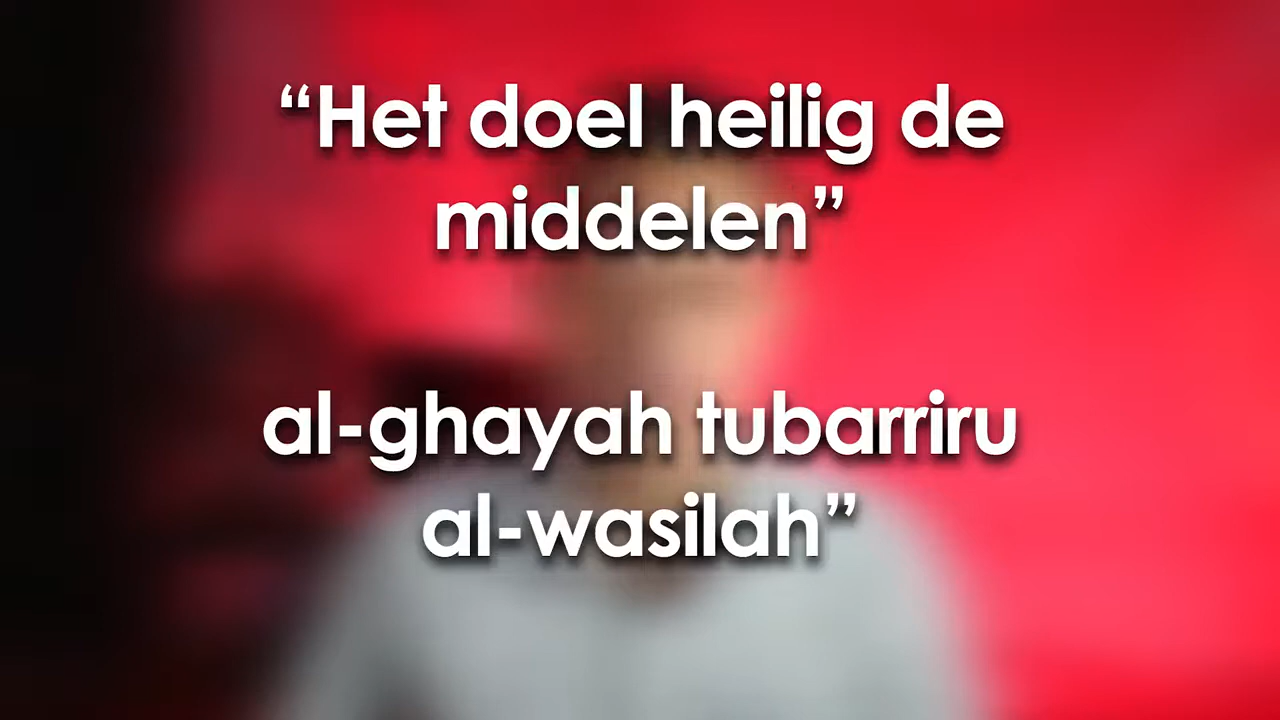 “Het doel heilig de
middelen”
al-ghayah tubarriru
al-wasilah”